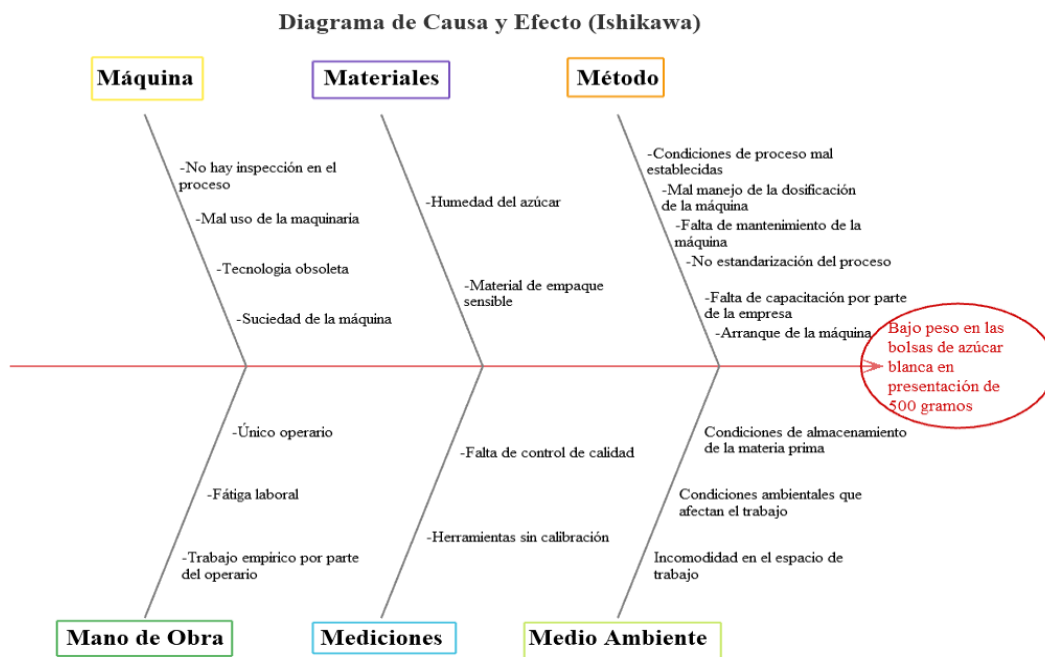 Diagrama de Causa y Efecto (Ishikawa)
Máquina
Materiales
Método
-No hay inspección en el
proceso
-Mal uso de la maquinaria
-Tecnologia obsoleta
-Suciedad de la máquina
-Humedad del azúcar
-Material de empaque
sensible
-Condiciones de proceso mal
establecidas
-Mal manejo de la dosificación
de la máquina
-Falta de mantenimiento de la
máquina
-No estandarización del proceso
-Falta de capacitación por parte
de la empresa
-Arranque de la máquina
Bajo peso en las
bolsas de azúcar
blanca en
presentación de
500 gramos
-Único operario
-Fátiga laboral
-Trabajo empirico por parte
del operario
-Falta de control de calidad
-Herramientas sin calibración
Condiciones de almacenamiento
de la materia prima
Condiciones ambientales que
afectan el trabajo
Incomodidad en el espacio de
trabajo
Mano de Obra
Mediciones
Medio Ambiente